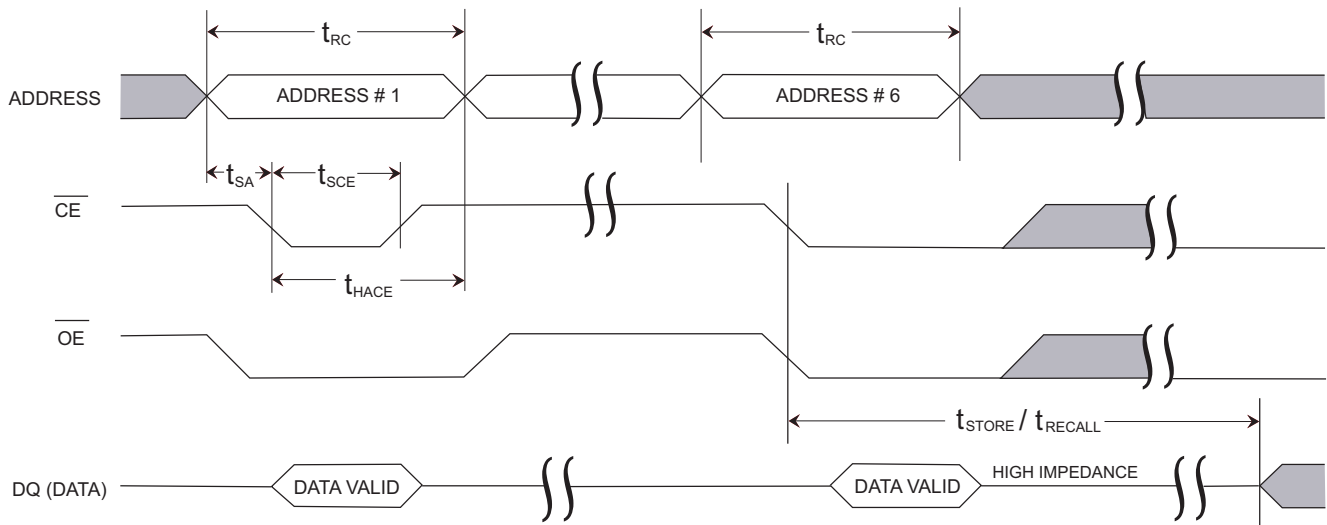 tRC
tRC
ADDRESS
ADDRESS # 1
ADDRESS # 6
tSA
tSCE
CE
tHACE
OE
tSTORE / tRECALL
DQ (DATA)
DATA VALID
DATA VALID
HIGH IMPEDANCE